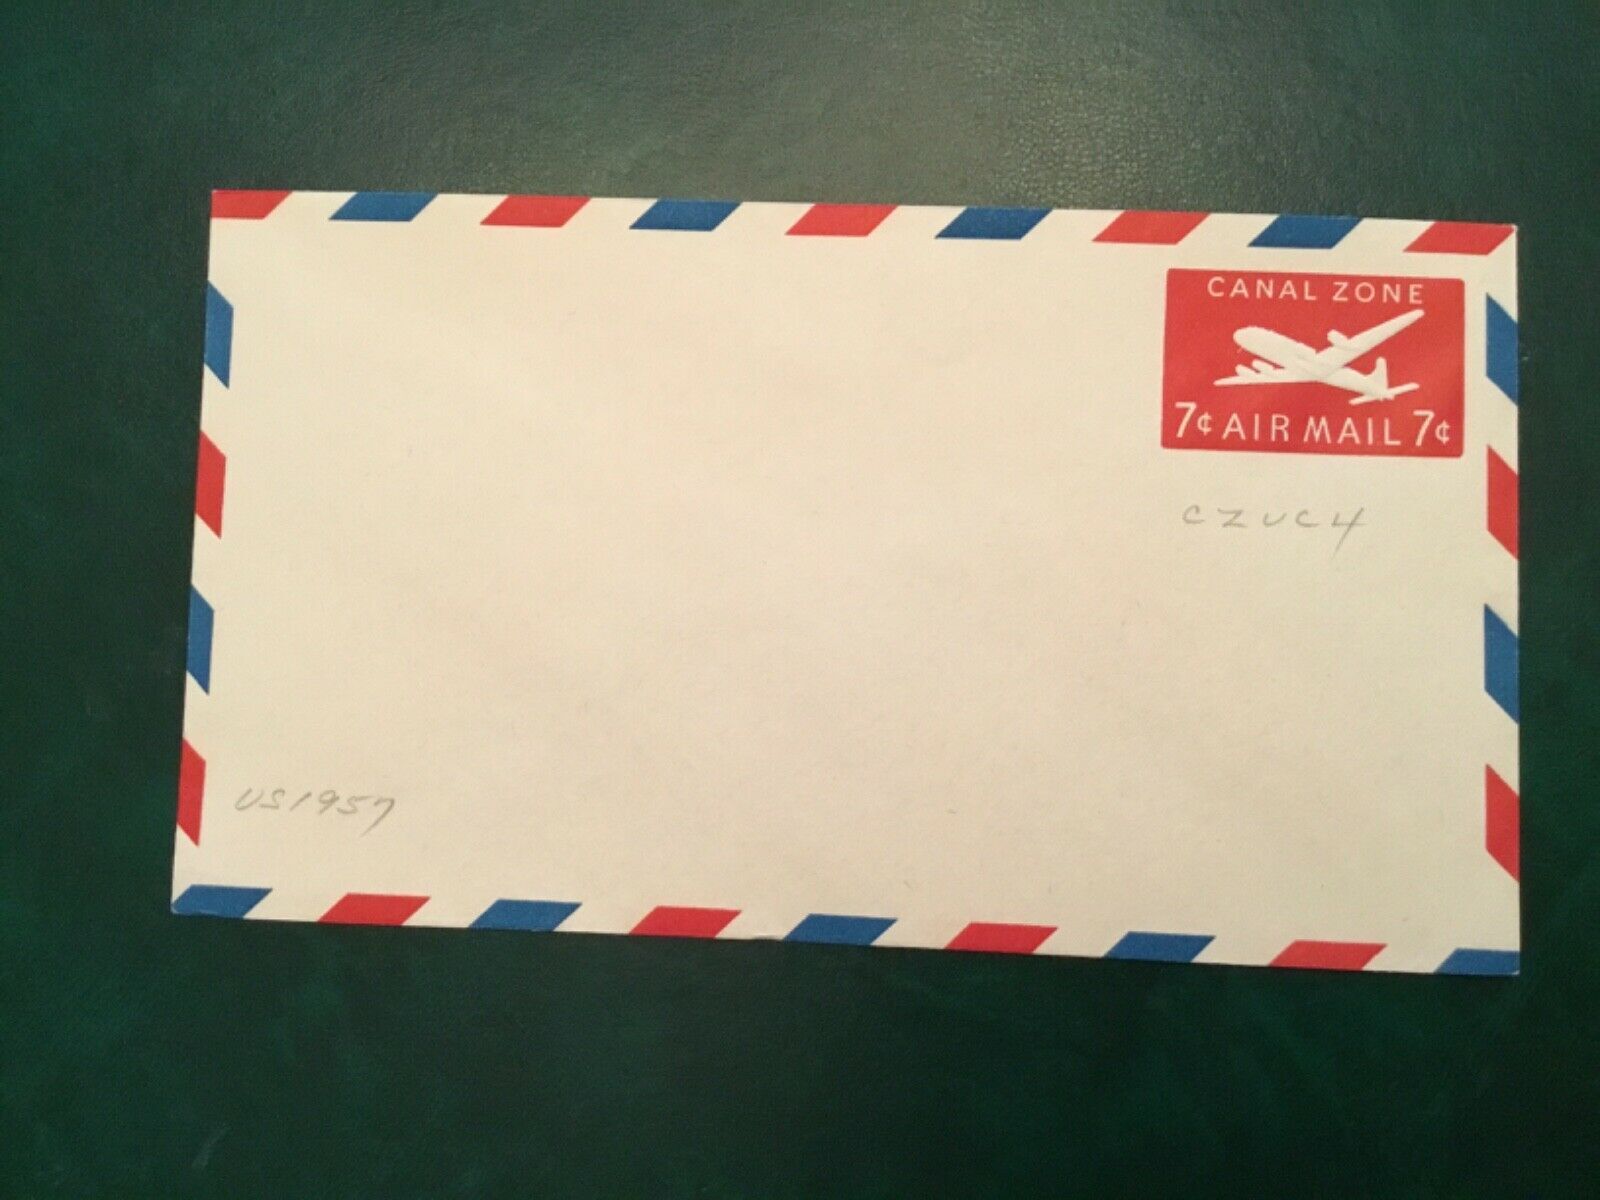 CANAL ZONE
7¢ AIR MAIL 7¢
CZUC4
US1957